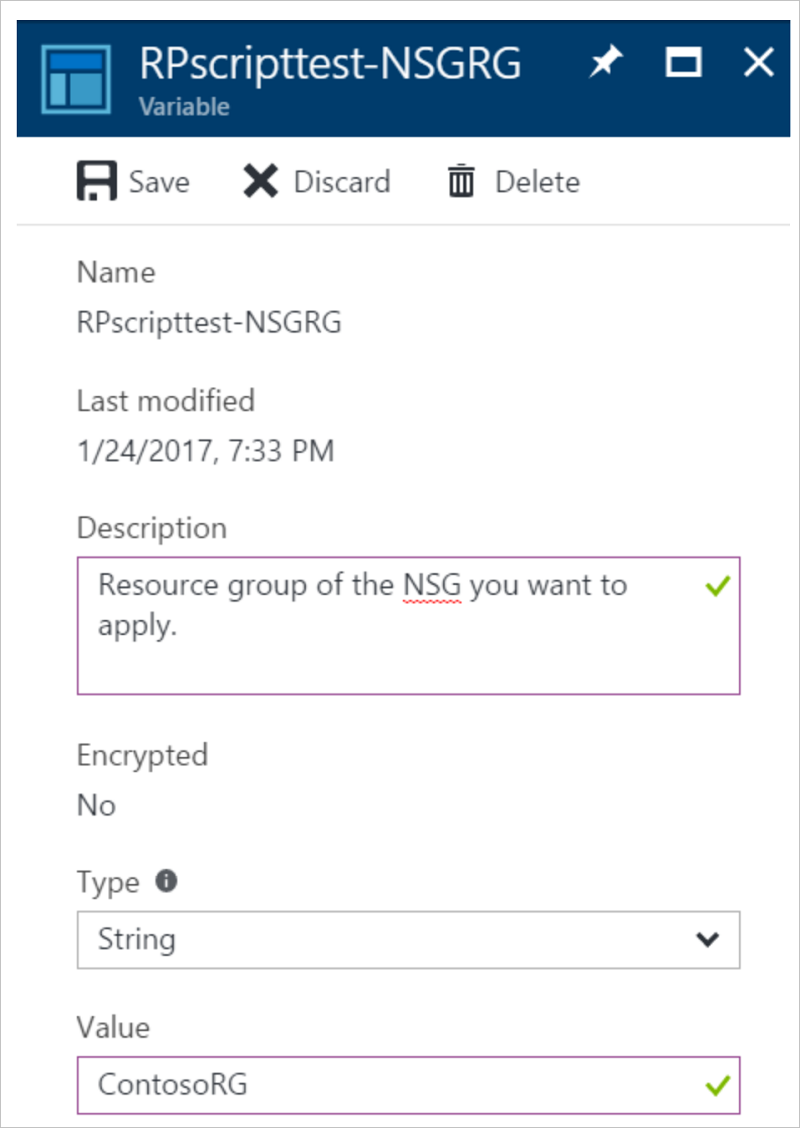 RPscripttest-NSGRG
Variable
Save Discard Delete
Name
RPscripttest-NSGRG
Last modified
1/24/2017, 7:33 PM
Description
Resource group of the NSG you want to
apply.
Encrypted
No
Type
String
Value
ContosoRG